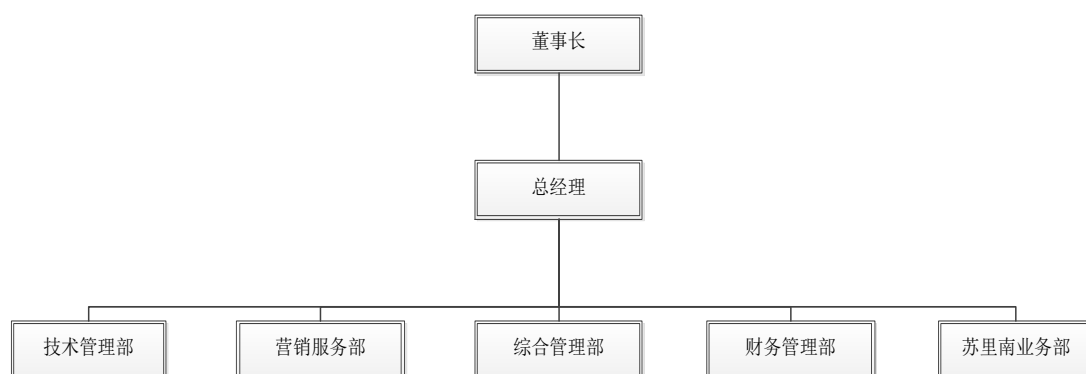 董事长
总经理
技术管理部
营销服务部
综合管理部
财务管理部
苏里南业务部